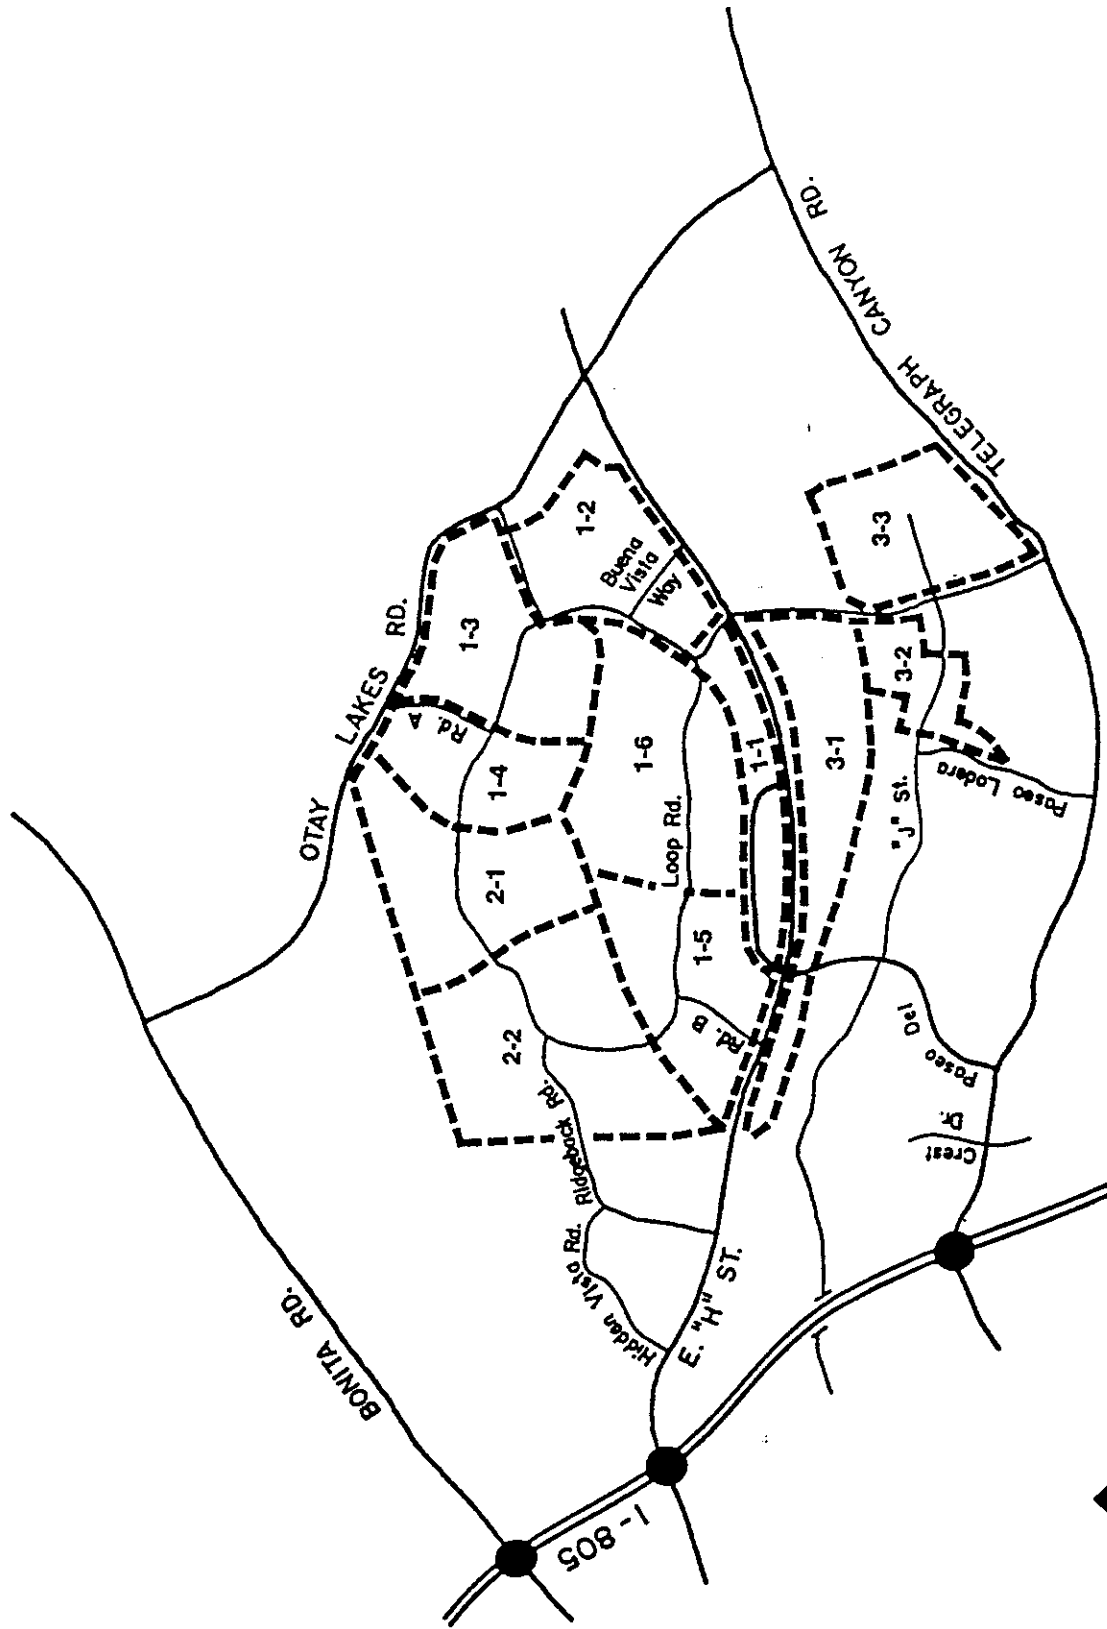 BONITA RD.
OTAY
LAKES
RD.
TELEGRAPH
CANYON
RD.
I-805
E. "H" ST.
Hidden Vista Rd.
Ridgeback Rd.
Rd. B
Rd.
A
Loop Rd.
Buena
Vista
Way
"J" St.
Paseo Ladera
Paseo
Del
Crest
Dr.
1-1
1-2
1-3
1-4
1-5
1-6
2-1
2-2
3-1
3-2
3-3